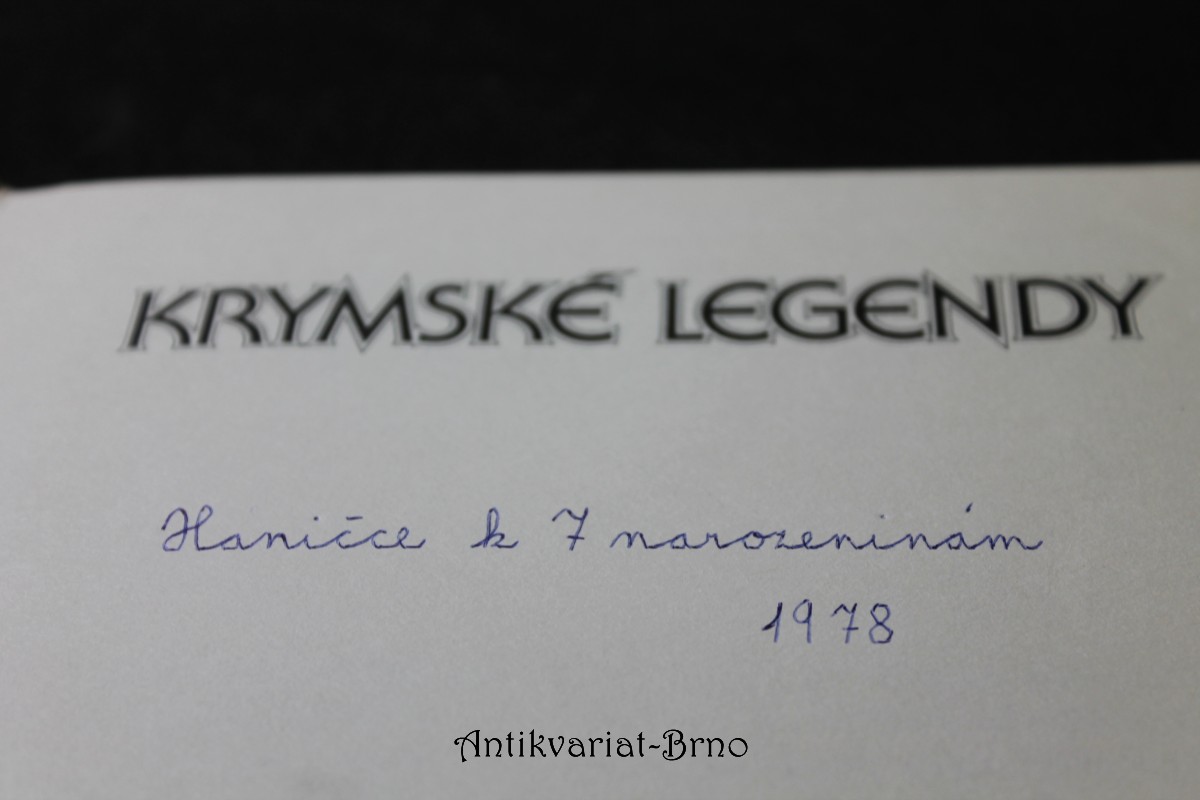 KRYMSKÉ LEGENDY
Haničce k 7 narozeninám
1978
Antikvariat-Brno